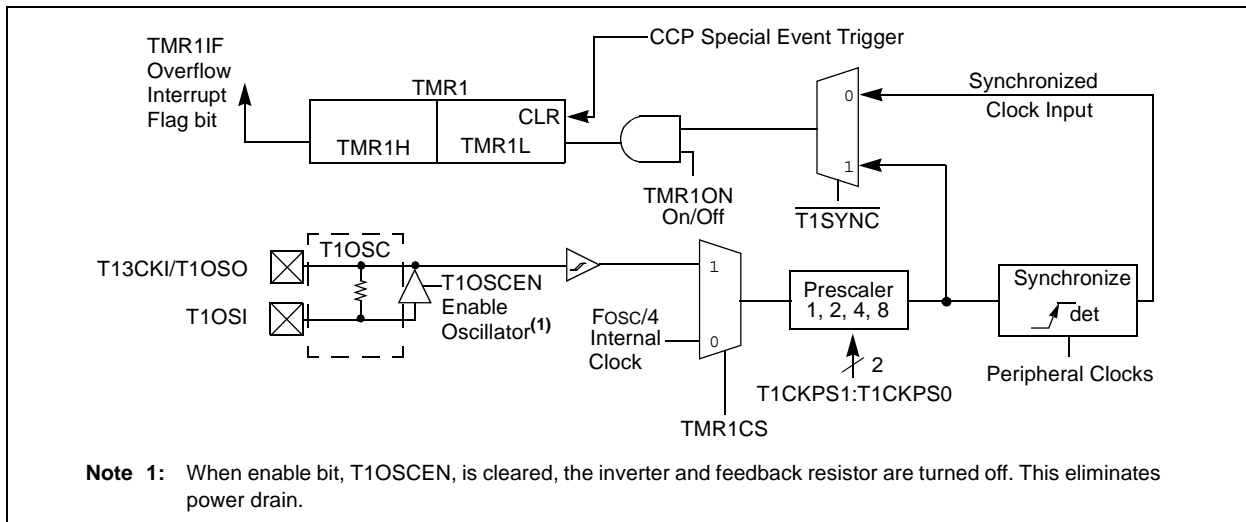 TMR1IF
Overflow
Interrupt
Flag bit
CCP Special Event Trigger
TMR1
CLR
TMR1H
TMR1L
TMR1ON
On/Off
0
1
T1SYNC
Synchronized
Clock Input
T13CKI/T1OSO
T1OSI
T1OSC
T1OSCEN
Enable
Oscillator(1)
FOSC/4
Internal
Clock
1
0
TMR1CS
Prescaler
1, 2, 4, 8
2
T1CKPS1:T1CKPS0
Synchronize
det
Peripheral Clocks
Note 1: When enable bit, T1OSCEN, is cleared, the inverter and feedback resistor are turned off. This eliminates
power drain.